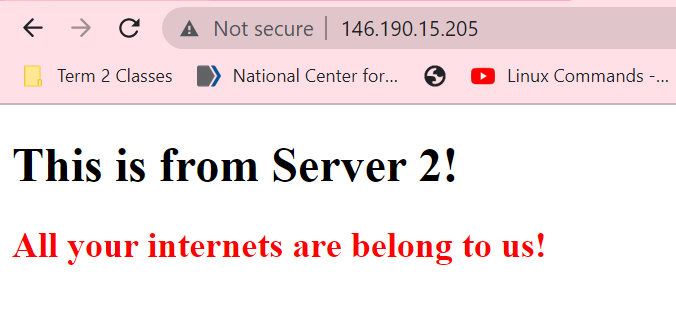 Not secure | 146.190.15.205
Term 2 Classes National Center for... Linux Commands -...
This is from Server 2!
All your internets are belong to us!